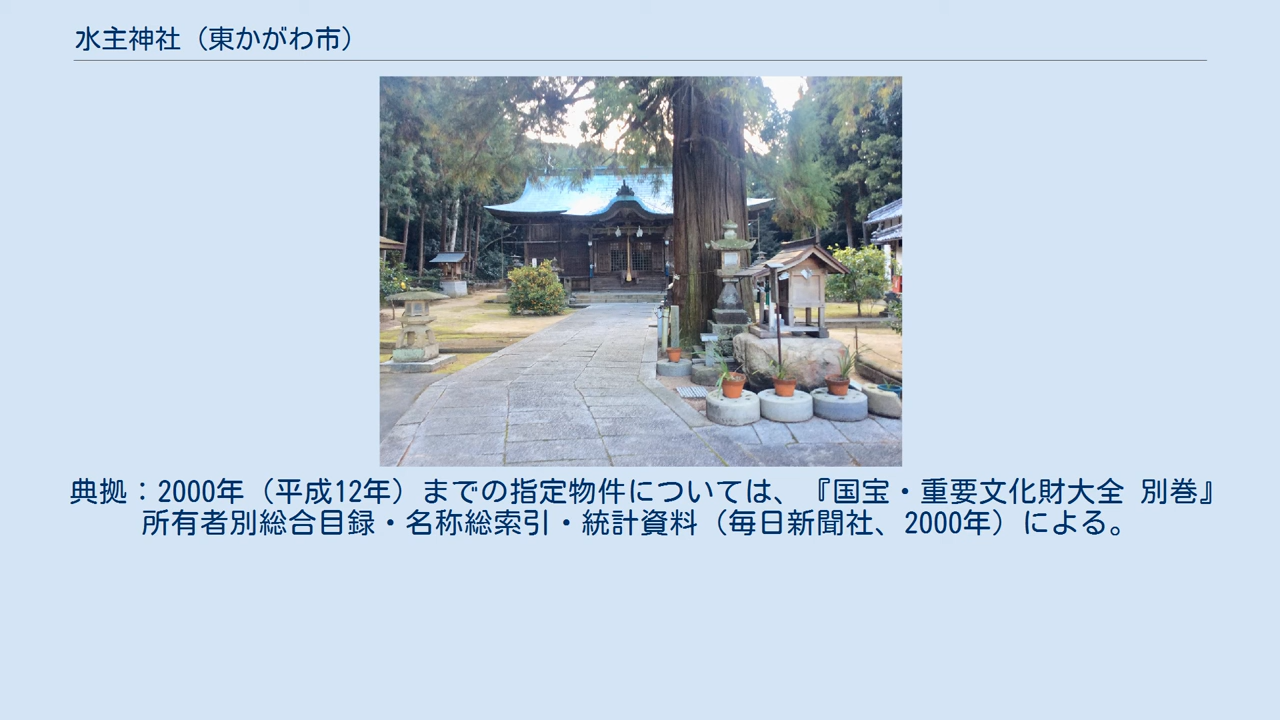 水主神社（東かがわ市）
典拠：2000年（平成12年）までの指定物件については、『国宝・重要文化財大全 別巻』
所有者別総合目録・名称総索引・統計資料（毎日新聞社、2000年）による。